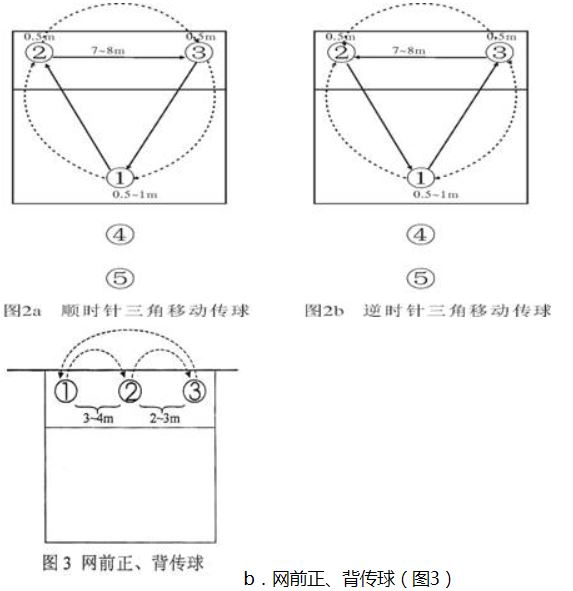 0.5m 0.5m
② 7~8m ③
①
0.5~1m
④
⑤
图2a 顺时针三角移动传球
0.5m 0.5m
② 7~8m ③
①
0.5~1m
④
⑤
图2b 逆时针三角移动传球
① ② ③
3~4m 2~3m
图 3 网前正、背传球
b．网前正、背传球（图3）